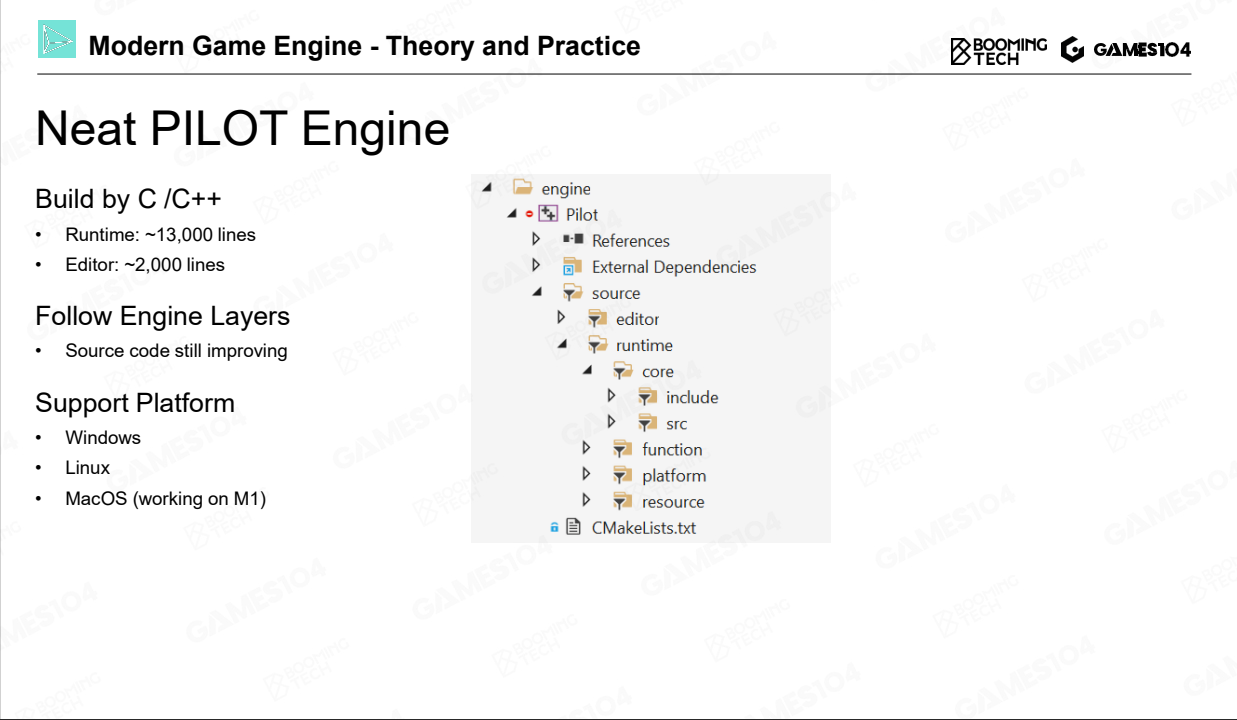 Modern Game Engine - Theory and Practice
BOOMING
TECH
GAMES104
Neat PILOT Engine
Build by C /C++
• Runtime: ~13,000 lines
• Editor: ~2,000 lines
Follow Engine Layers
• Source code still improving
Support Platform
• Windows
• Linux
• MacOS (working on M1)
engine
Pilot
References
External Dependencies
source
editor
runtime
core
include
src
function
platform
resource
CMakeLists.txt